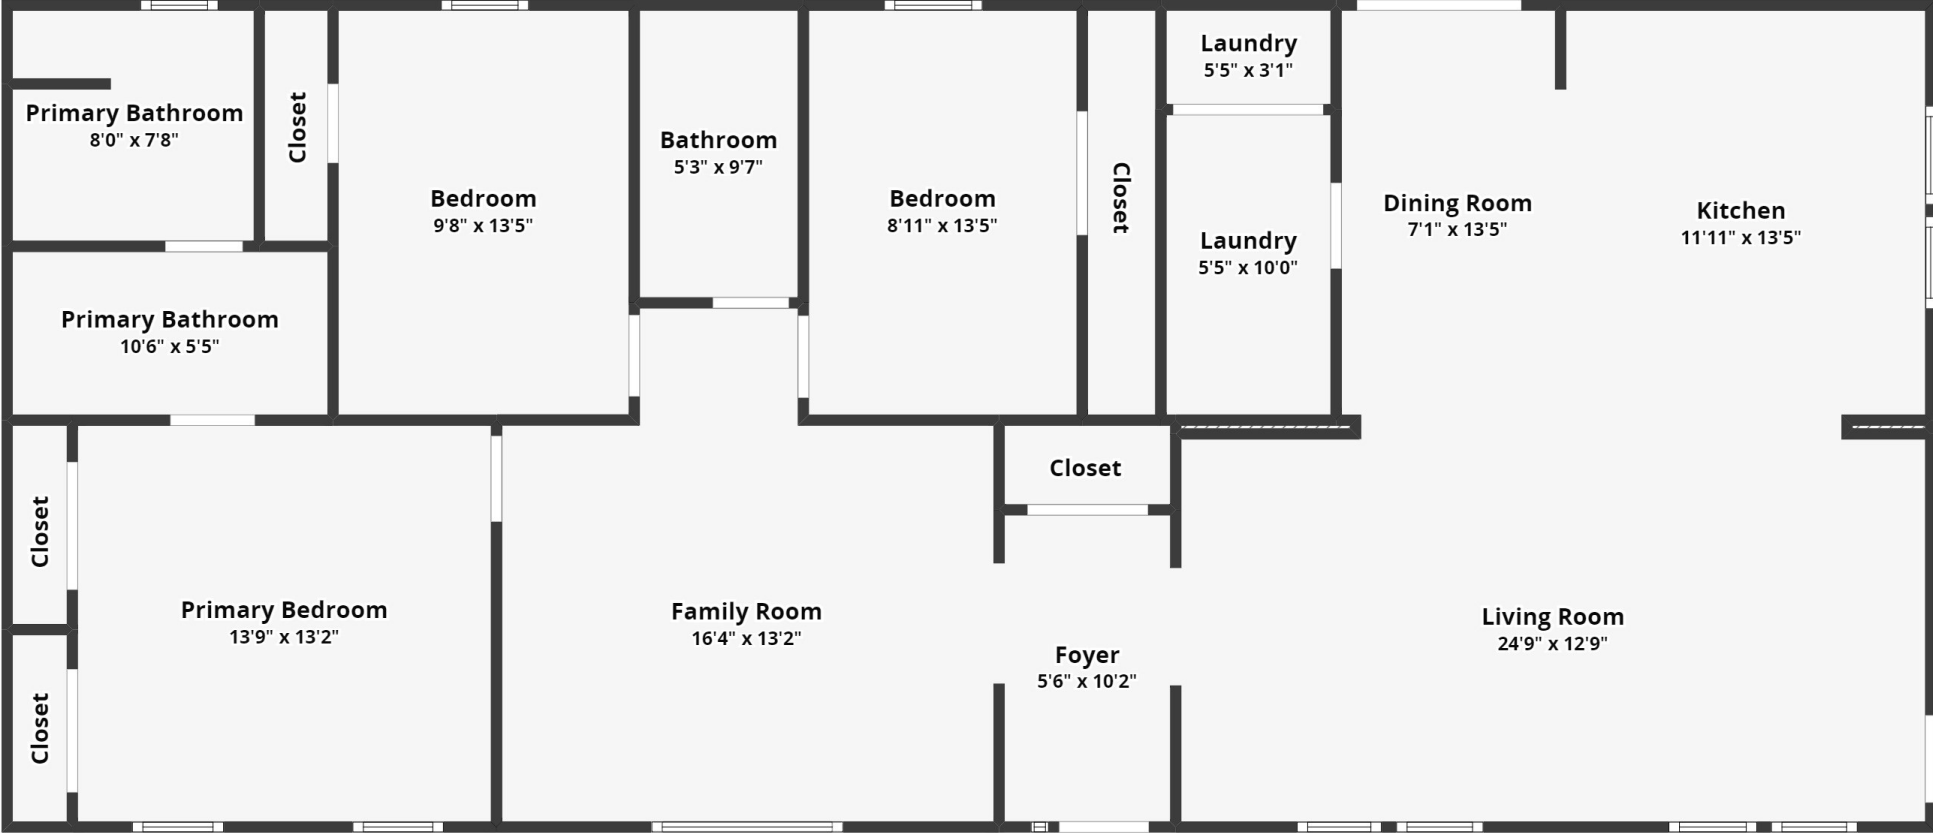 Primary Bathroom
8'0" x 7'8"
Closet
Bedroom
9'8" x 13'5"
Bathroom
5'3" x 9'7"
Bedroom
8'11" x 13'5"
Closet
Laundry
5'5" x 3'1"
Laundry
5'5" x 10'0"
Dining Room
7'1" x 13'5"
Kitchen
11'11" x 13'5"
Primary Bathroom
10'6" x 5'5"
Closet
Closet
Primary Bedroom
13'9" x 13'2"
Family Room
16'4" x 13'2"
Closet
Foyer
5'6" x 10'2"
Living Room
24'9" x 12'9"